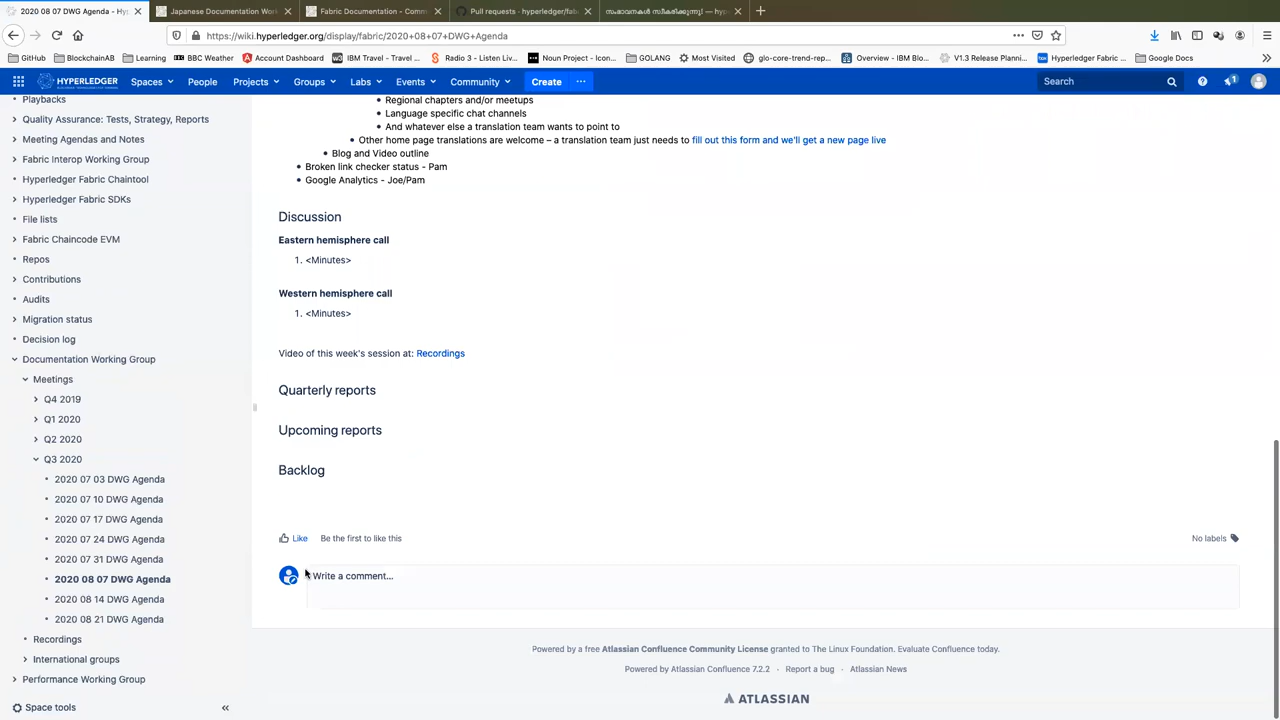 2020 08 07 DWG Agenda - Hy
Japanese Documentation Work
Fabric Documentation - Comm
Pull requests · hyperledger/fab
സംഭാവനകൾ സ്വീകരിക്കുന്നു! — hy
https://wiki.hyperledger.org/display/fabric/2020+08+07+DWG+Agenda
GitHub
BlockchainAB
Learning
BBC Weather
Account Dashboard
IBM Travel - Travel ...
Radio 3 - Listen Liv...
Noun Project - Icon...
GOLANG
Most Visited
glo-core-trend-rep...
Overview - IBM Blo...
V1.3 Release Planni...
Hyperledger Fabric ...
Google Docs
HYPERLEDGER
Spaces
People
Projects
Groups
Labs
Events
Community
Create
Search
1
Playbacks
Quality Assurance: Tests, Strategy, Reports
Meeting Agendas and Notes
Fabric Interop Working Group
Hyperledger Fabric Chaintool
Hyperledger Fabric SDKs
File lists
Fabric Chaincode EVM
Repos
Contributions
Audits
Migration status
Decision log
Documentation Working Group
Meetings
Q4 2019
Q1 2020
Q2 2020
Q3 2020
2020 07 03 DWG Agenda
2020 07 10 DWG Agenda
2020 07 17 DWG Agenda
2020 07 24 DWG Agenda
2020 07 31 DWG Agenda
2020 08 07 DWG Agenda
2020 08 14 DWG Agenda
2020 08 21 DWG Agenda
Recordings
International groups
Performance Working Group
Space tools
Regional chapters and/or meetups
Language specific chat channels
And whatever else a translation team wants to point to
Other home page translations are welcome – a translation team just needs to fill out this form and we'll get a new page live
Blog and Video outline
Broken link checker status - Pam
Google Analytics - Joe/Pam
Discussion
Eastern hemisphere call
1. <Minutes>
Western hemisphere call
1. <Minutes>
Video of this week's session at: Recordings
Quarterly reports
Upcoming reports
Backlog
Like
Be the first to like this
No labels
Write a comment...
Powered by a free Atlassian Confluence Community License granted to The Linux Foundation. Evaluate Confluence today.
Powered by Atlassian Confluence 7.2.2 · Report a bug · Atlassian News
ATLASSIAN